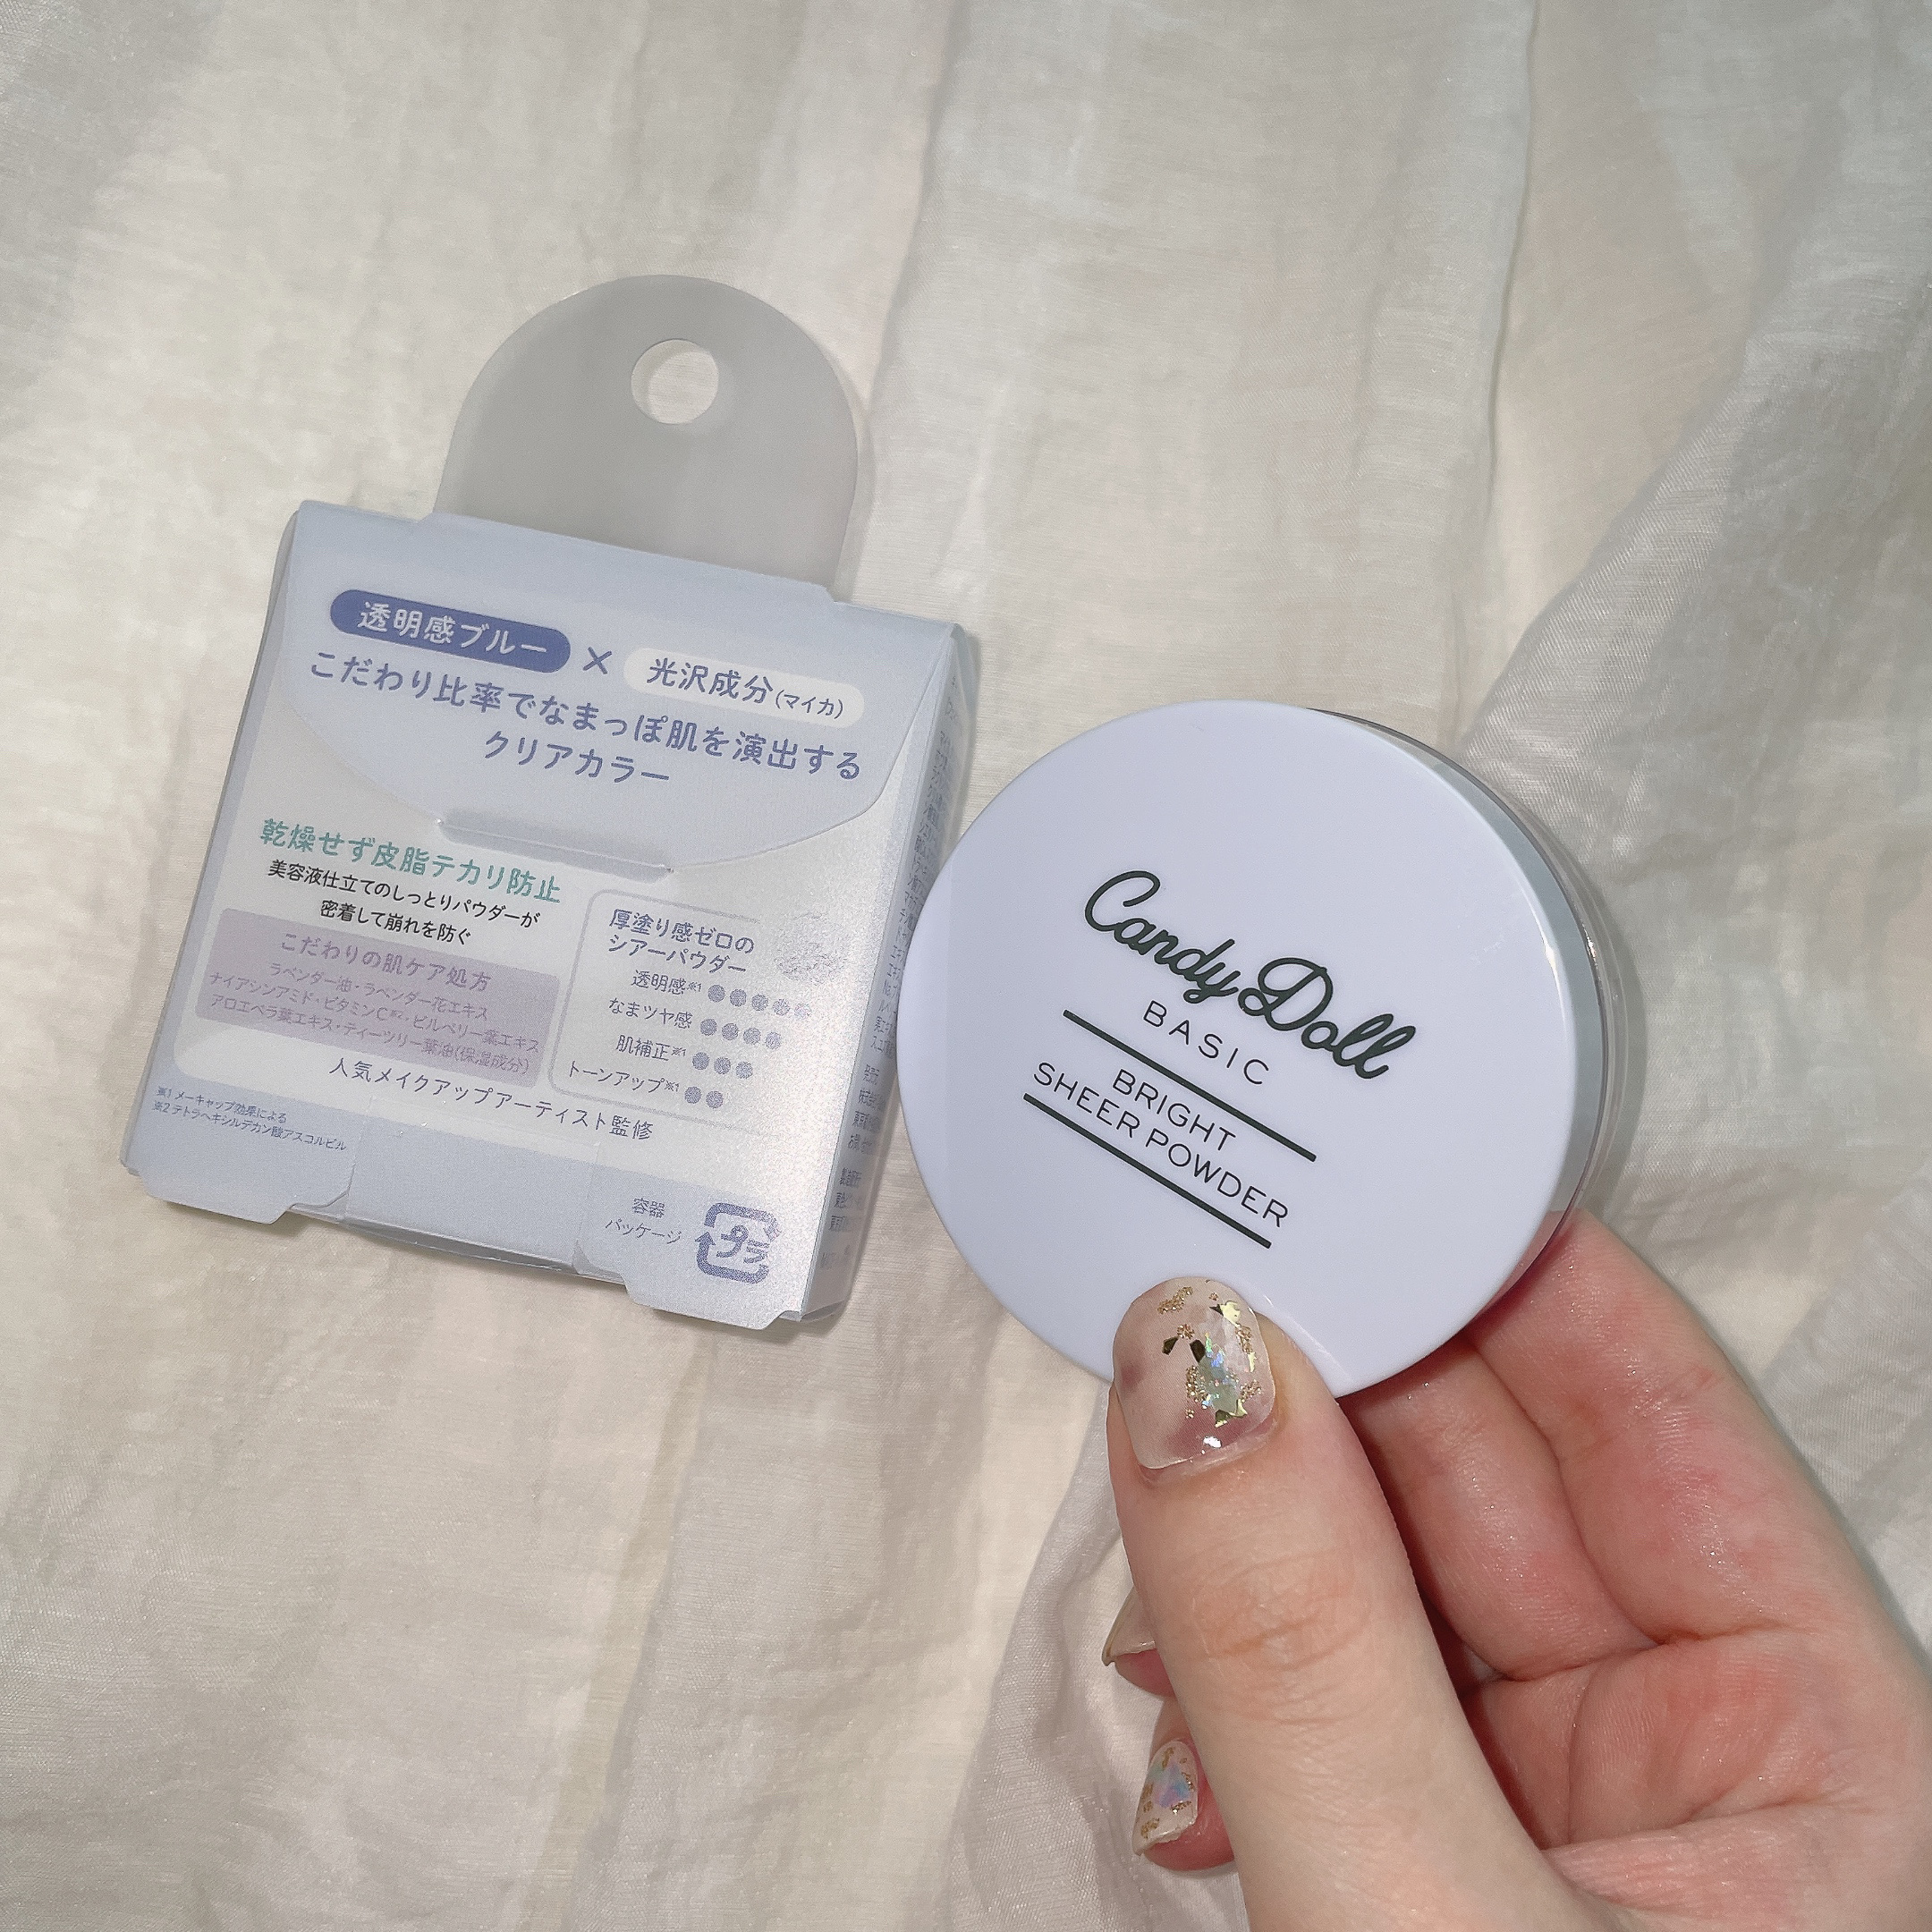 透明感ブルー × 光沢成分(マイカ)
こだわり比率でなまっぽ肌を演出する
クリアカラー
乾燥せず皮脂テカリ防止
美容液仕立てのしっとりパウダーが
密着して崩れを防ぐ
こだわりの肌ケア処方
ラベンダー油・ラベンダー花エキス
ナイアシンアミド・ビタミンC※2・ビルベリー葉エキス
アロエベラ葉エキス・ティーツリー葉油(保湿成分)
厚塗り感ゼロの
シアーパウダー
透明感※1
なまツヤ感
肌補正※1
トーンアップ※1
人気メイクアップアーティスト監修
※1 メーキャップ効果による
※2 テトラヘキシルデカン酸アスコルビル
容器
パッケージ
プラ
Candy Doll
BASIC
BRIGHT
SHEER POWDER